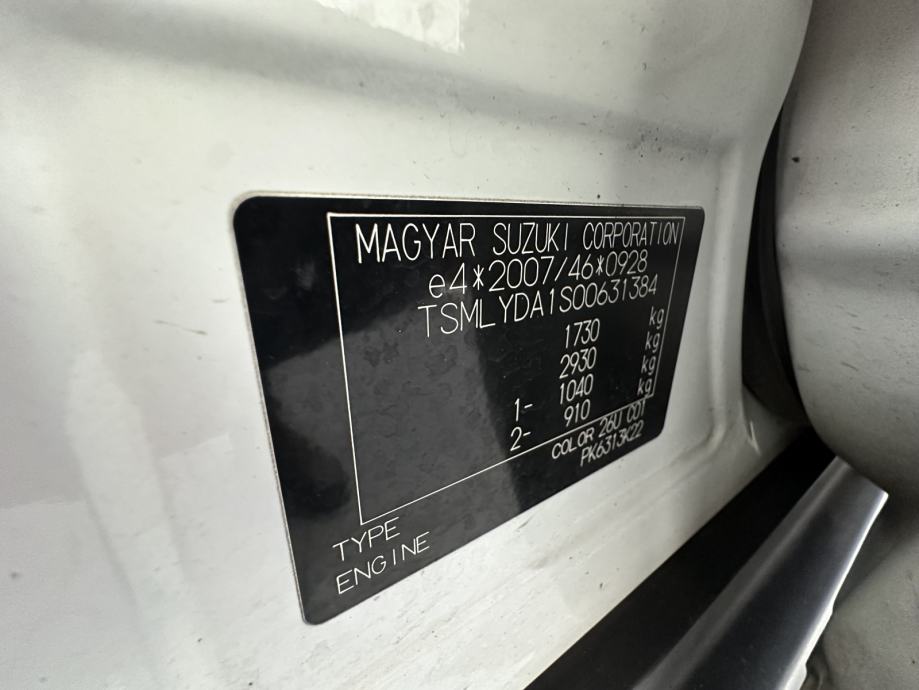 MAGYAR SUZUKI CORPORATION
e4*2007/46*0928
TSMLYDA1S00631384
1730 kg
2930 kg
1- 1040 kg
2- 910 kg
COLOR 26U C01
PK6313K22
TYPE
ENGINE